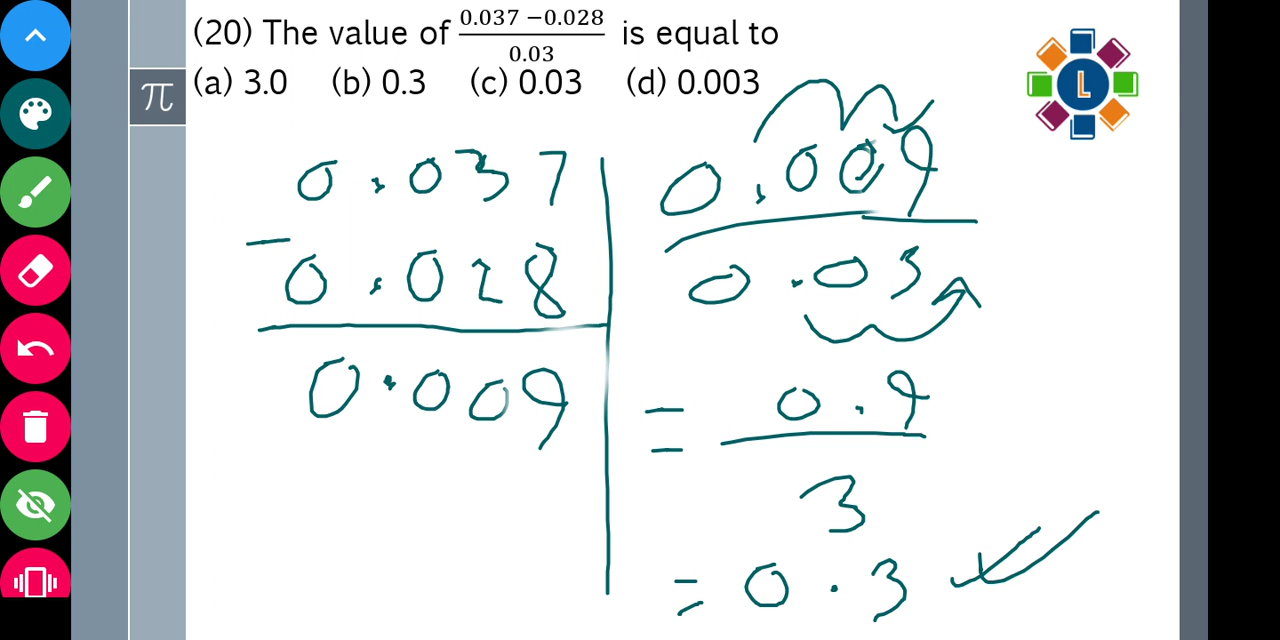 (20) The value of (0.037 −0.028)/0.03 is equal to
π
(a) 3.0 (b) 0.3 (c) 0.03 (d) 0.003
L
0.037
− 0.028
0.009
0.009
0.03
= 0.9
3
= 0.3 ✓